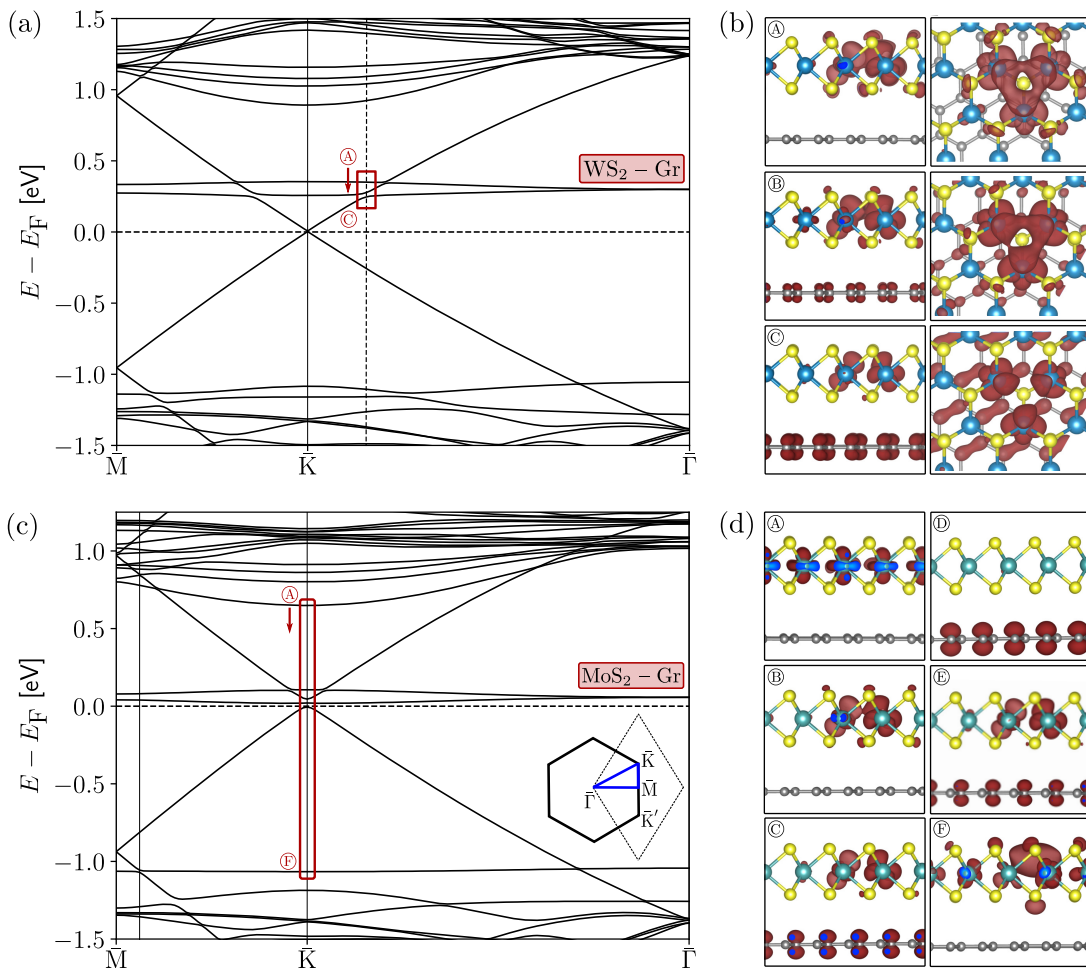 (a)
1.5
1.0
0.5
0.0
−0.5
−1.0
−1.5
E − E_F [eV]
Ⓐ
Ⓒ
WS₂ − Gr
M̄
K̄
Γ̄
(b)
Ⓐ
Ⓑ
Ⓒ
(c)
1.0
0.5
0.0
−0.5
−1.0
−1.5
E − E_F [eV]
Ⓐ
Ⓕ
MoS₂ − Gr
K̄
M̄
Γ̄
K̄′
M̄
K̄
Γ̄
(d)
Ⓐ
Ⓓ
Ⓑ
Ⓔ
Ⓒ
Ⓕ